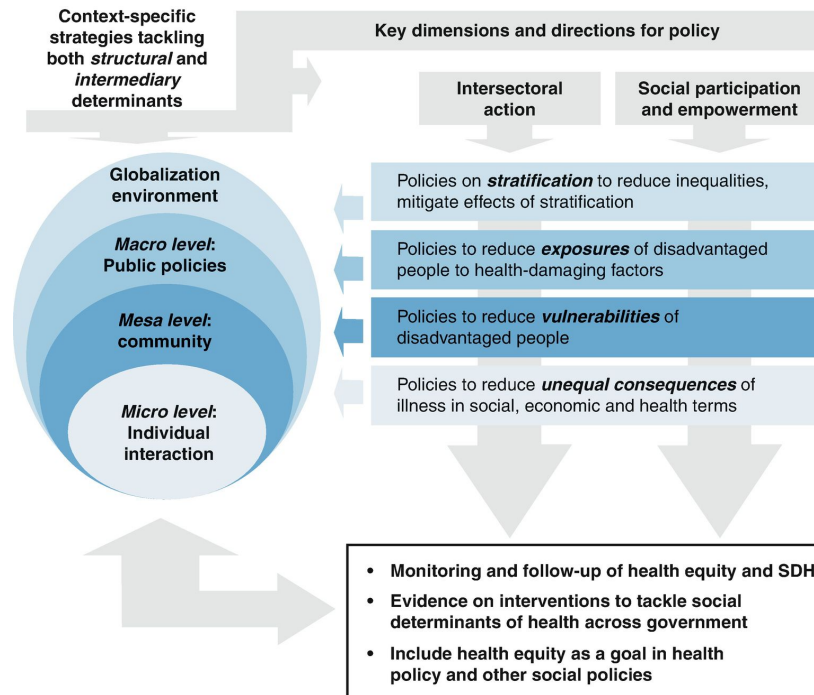 Context-specific
strategies tackling
both structural and
intermediary
determinants
Key dimensions and directions for policy
Intersectoral
action
Social participation
and empowerment
Globalization
environment
Macro level:
Public policies
Mesa level:
community
Micro level:
Individual
interaction
Policies on stratification to reduce inequalities,
mitigate effects of stratification
Policies to reduce exposures of disadvantaged
people to health-damaging factors
Policies to reduce vulnerabilities of
disadvantaged people
Policies to reduce unequal consequences of
illness in social, economic and health terms
• Monitoring and follow-up of health equity and SDH
• Evidence on interventions to tackle social
determinants of health across government
• Include health equity as a goal in health
policy and other social policies